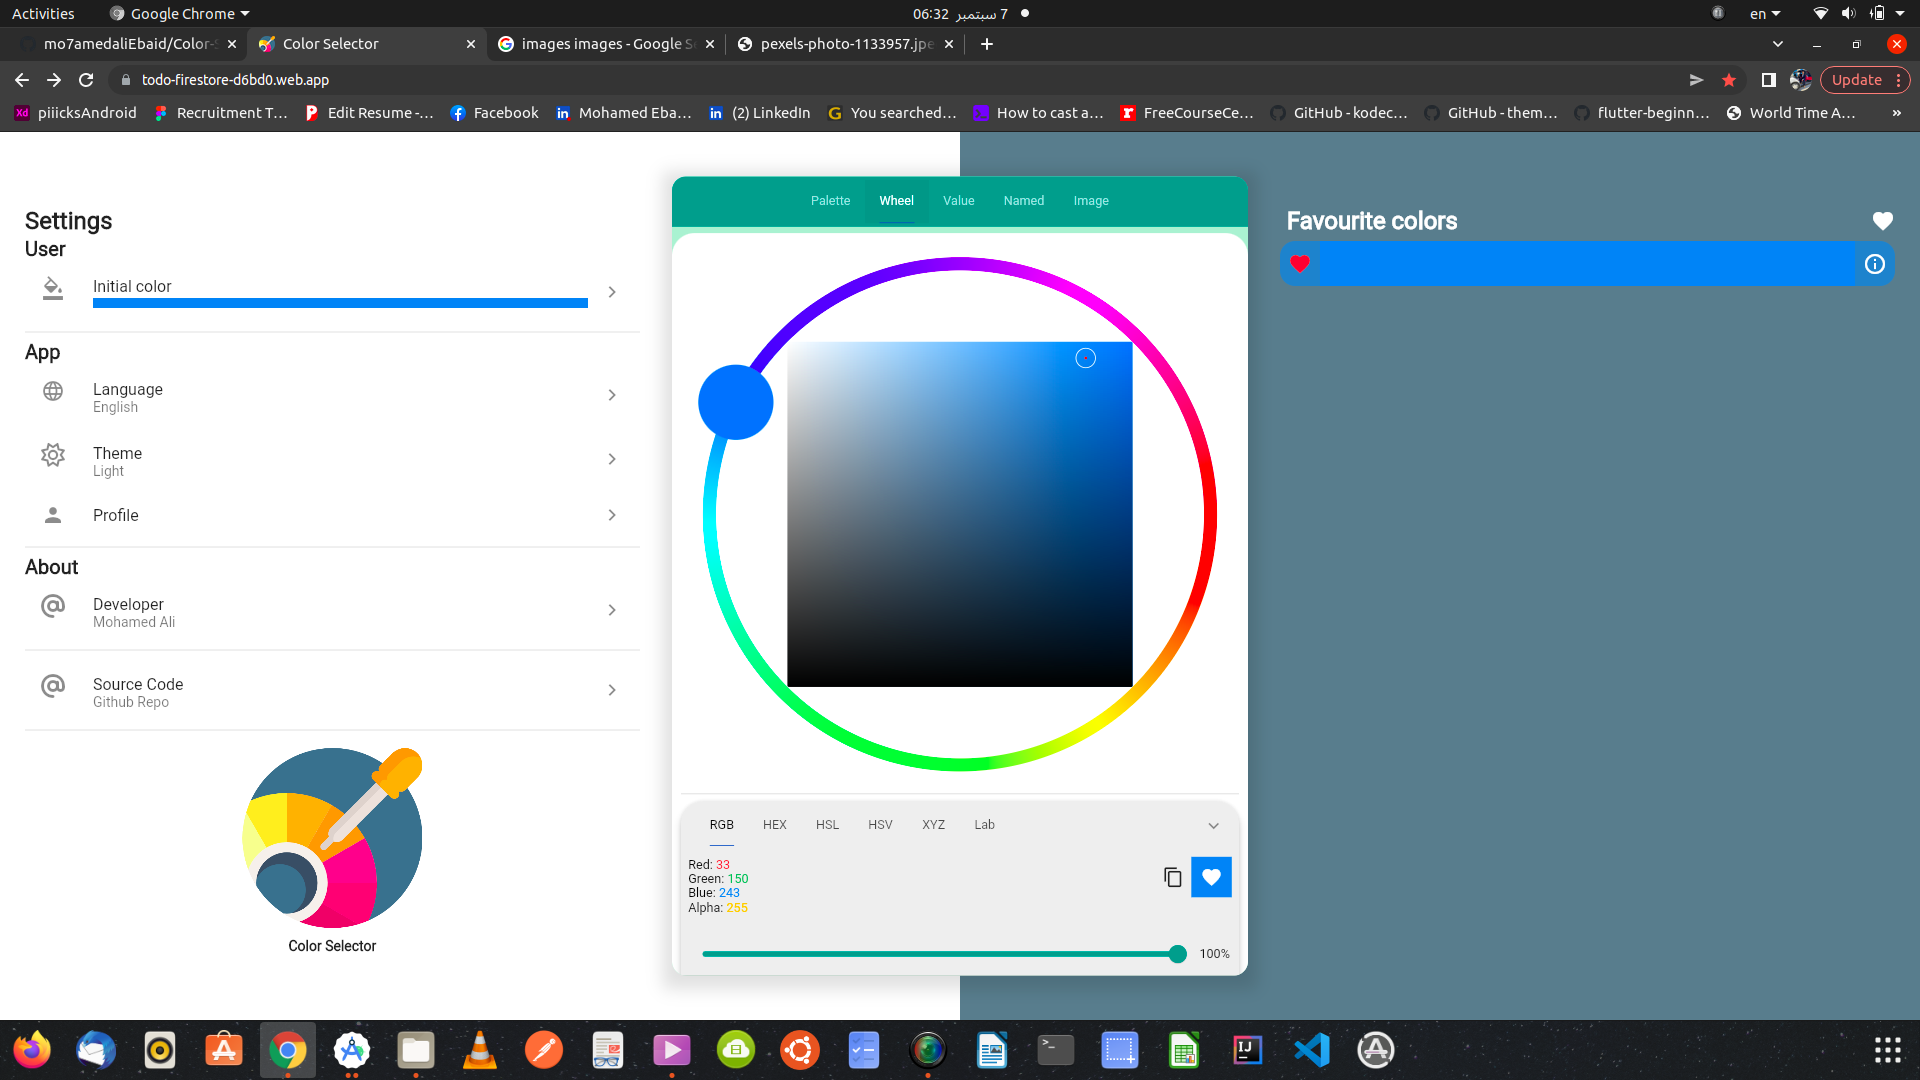 Activities
Google Chrome
7 سبتمبر 06:32
en
mo7amedaliEbaid/Color-S
Color Selector
images images - Google S
pexels-photo-1133957.jpe
todo-firestore-d6bd0.web.app
Update
piiicksAndroid
Recruitment T...
Edit Resume -...
Facebook
Mohamed Eba...
(2) LinkedIn
You searched...
How to cast a...
FreeCourseCe...
GitHub - kodec...
GitHub - them...
flutter-beginn...
World Time A...
»
Settings
User
Initial color
App
Language
English
Theme
Light
Profile
About
Developer
Mohamed Ali
Source Code
Github Repo
Color Selector
Palette
Wheel
Value
Named
Image
RGB
HEX
HSL
HSV
XYZ
Lab
Red: 33
Green: 150
Blue: 243
Alpha: 255
100%
Favourite colors